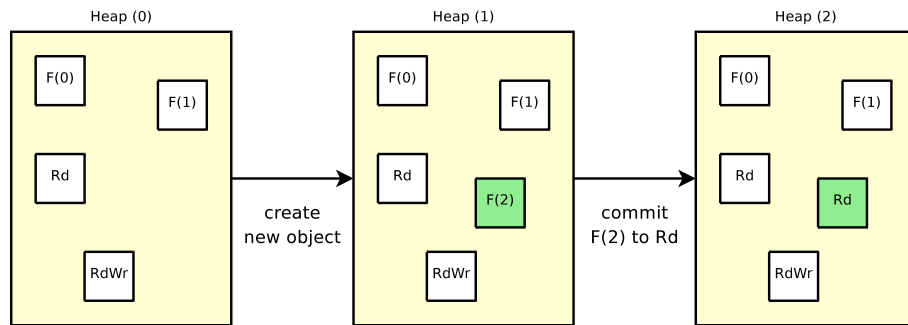 Heap (0)
F(0)
F(1)
Rd
RdWr
create
new object
Heap (1)
F(0)
F(1)
Rd
F(2)
RdWr
commit
F(2) to Rd
Heap (2)
F(0)
F(1)
Rd
Rd
RdWr